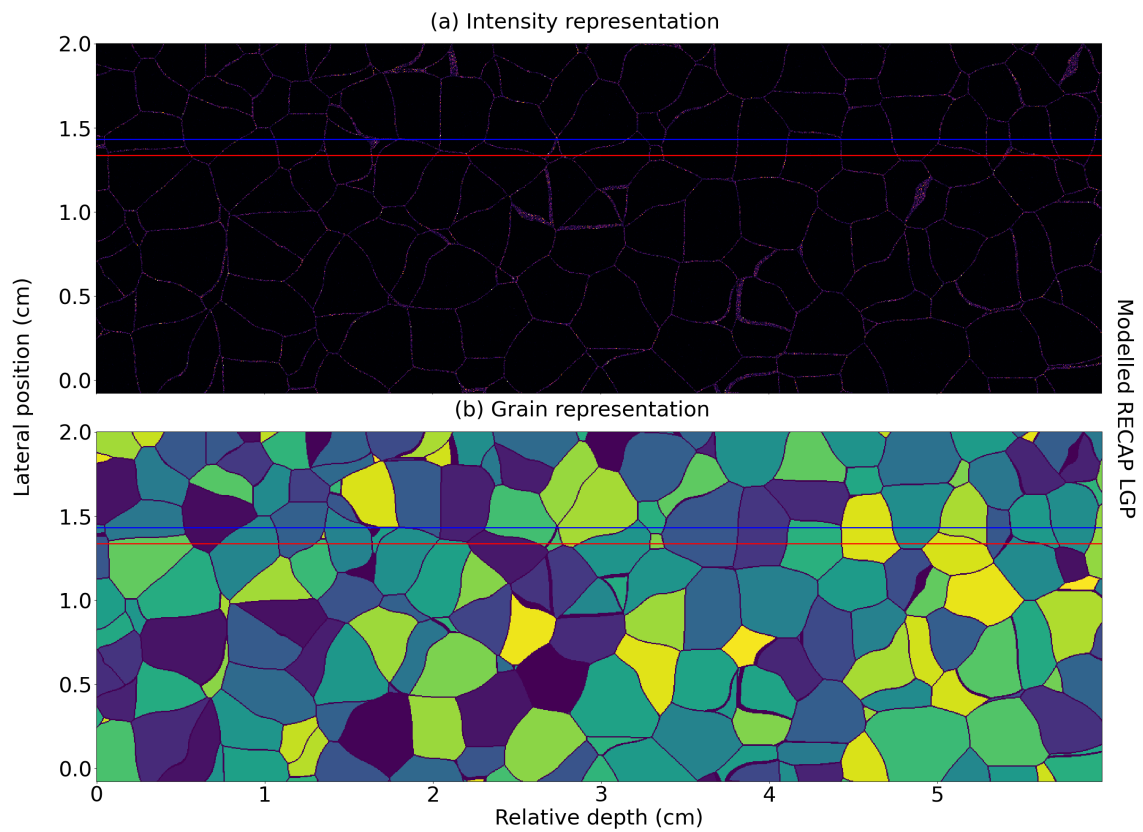 (a) Intensity representation
2.0
1.5
1.0
0.5
0.0
(b) Grain representation
2.0
1.5
1.0
0.5
0.0
0 1 2 3 4 5
Relative depth (cm)
Lateral position (cm)
Modelled RECAP LGP